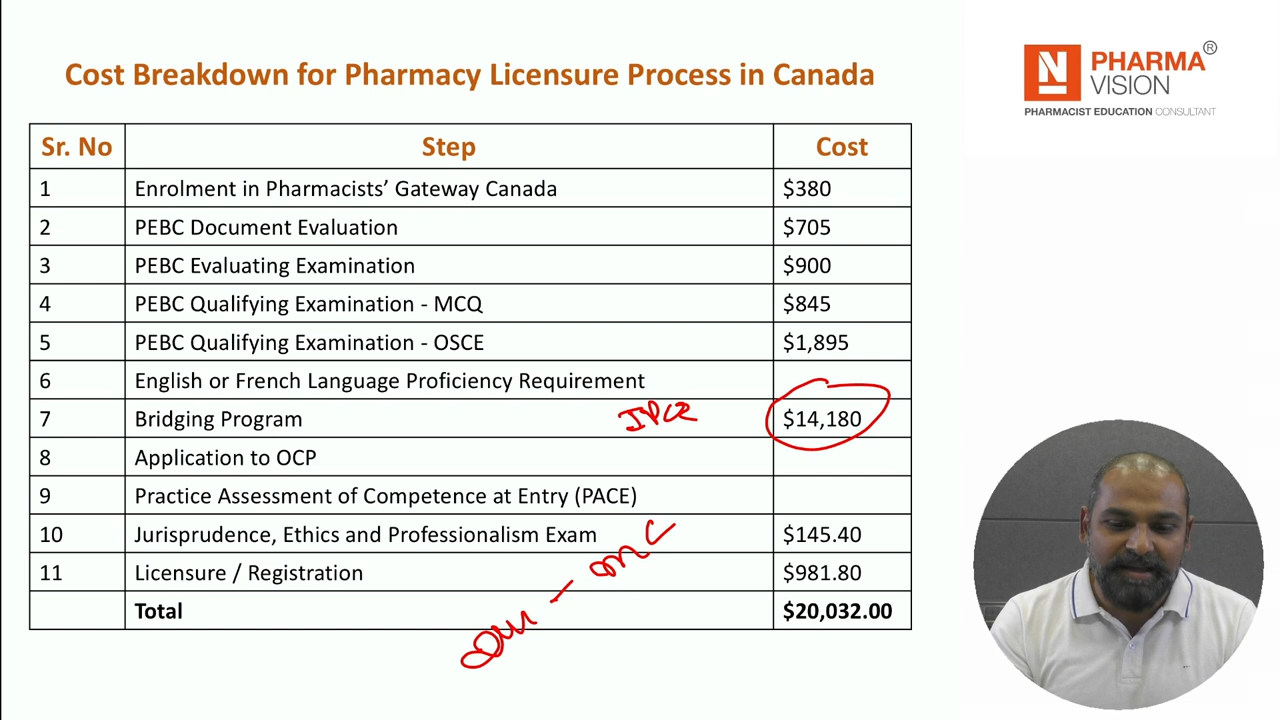 Cost Breakdown for Pharmacy Licensure Process in Canada
N PHARMA ®
VISION
PHARMACIST EDUCATION CONSULTANT
Sr. No Step Cost
1 Enrolment in Pharmacists’ Gateway Canada $380
2 PEBC Document Evaluation $705
3 PEBC Evaluating Examination $900
4 PEBC Qualifying Examination - MCQ $845
5 PEBC Qualifying Examination - OSCE $1,895
6 English or French Language Proficiency Requirement
7 Bridging Program $14,180
8 Application to OCP
9 Practice Assessment of Competence at Entry (PACE)
10 Jurisprudence, Ethics and Professionalism Exam $145.40
11 Licensure / Registration $981.80
Total $20,032.00